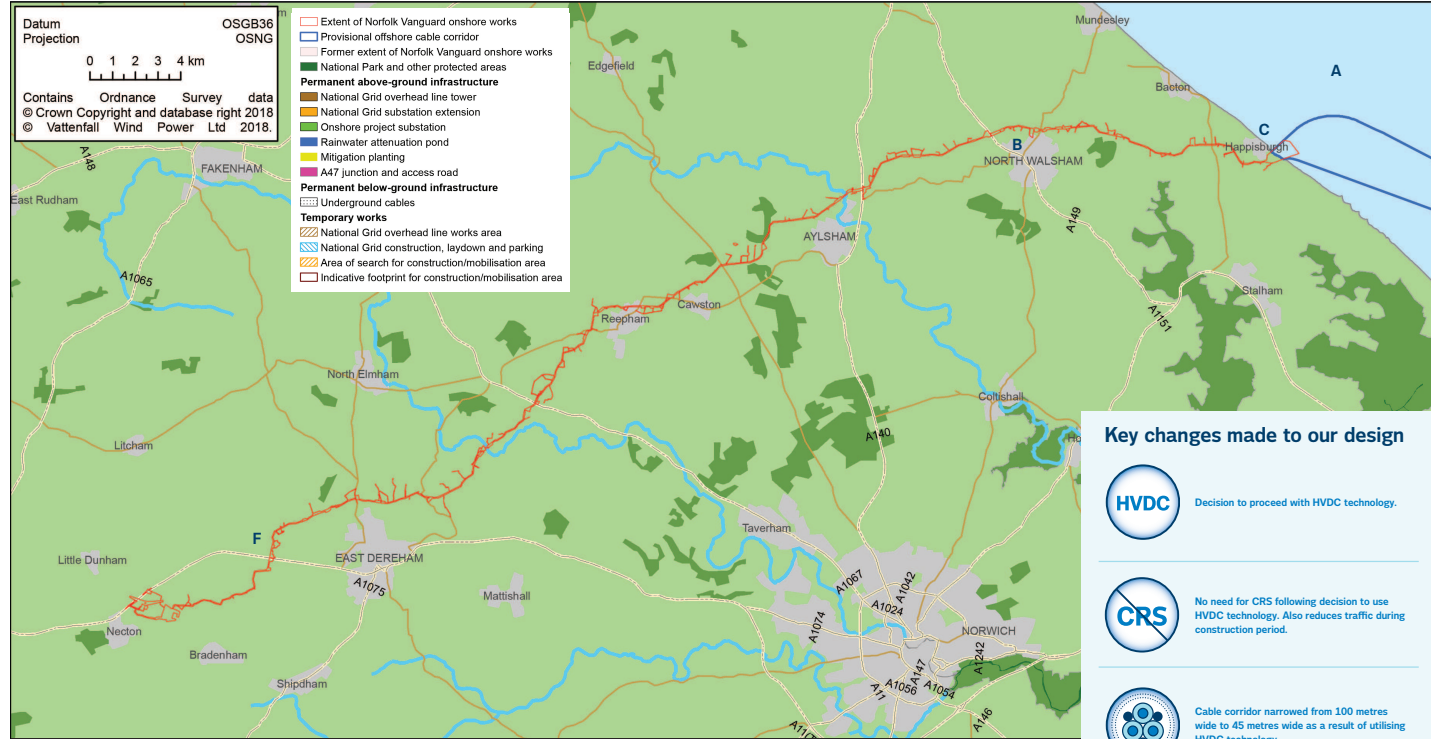 Datum OSGB36
Projection OSNG
0 1 2 3 4 km
Contains Ordnance Survey data
© Crown Copyright and database right 2018
© Vattenfall Wind Power Ltd 2018.
Extent of Norfolk Vanguard onshore works
Provisional offshore cable corridor
Former extent of Norfolk Vanguard onshore works
National Park and other protected areas
Permanent above-ground infrastructure
National Grid overhead line tower
National Grid substation extension
Onshore project substation
Rainwater attenuation pond
Mitigation planting
A47 junction and access road
Permanent below-ground infrastructure
Underground cables
Temporary works
National Grid overhead line works area
National Grid construction, laydown and parking
Area of search for construction/mobilisation area
Indicative footprint for construction/mobilisation area
Mundesley
Edgefield
A
Bacton
C
B
Happisburgh
A148
FAKENHAM
NORTH WALSHAM
East Rudham
A149
AYLSHAM
A1065
Stalham
Cawston
Reepham
A1151
North Elmham
Coltishall
Litcham
A140
Ho
Taverham
F
EAST DEREHAM
Little Dunham
A1075
Mattishall
A1067
A1042
A1024
A1074
NORWICH
Necton
Bradenham
A1242
A147
Shipdham
A11
A1056
A1054
A146
A11(T
Key changes made to our design
HVDC
Decision to proceed with HVDC technology.
CRS
No need for CRS following decision to use
HVDC technology. Also reduces traffic during
construction period.
Cable corridor narrowed from 100 metres
wide to 45 metres wide as a result of utilising
HVDC technology